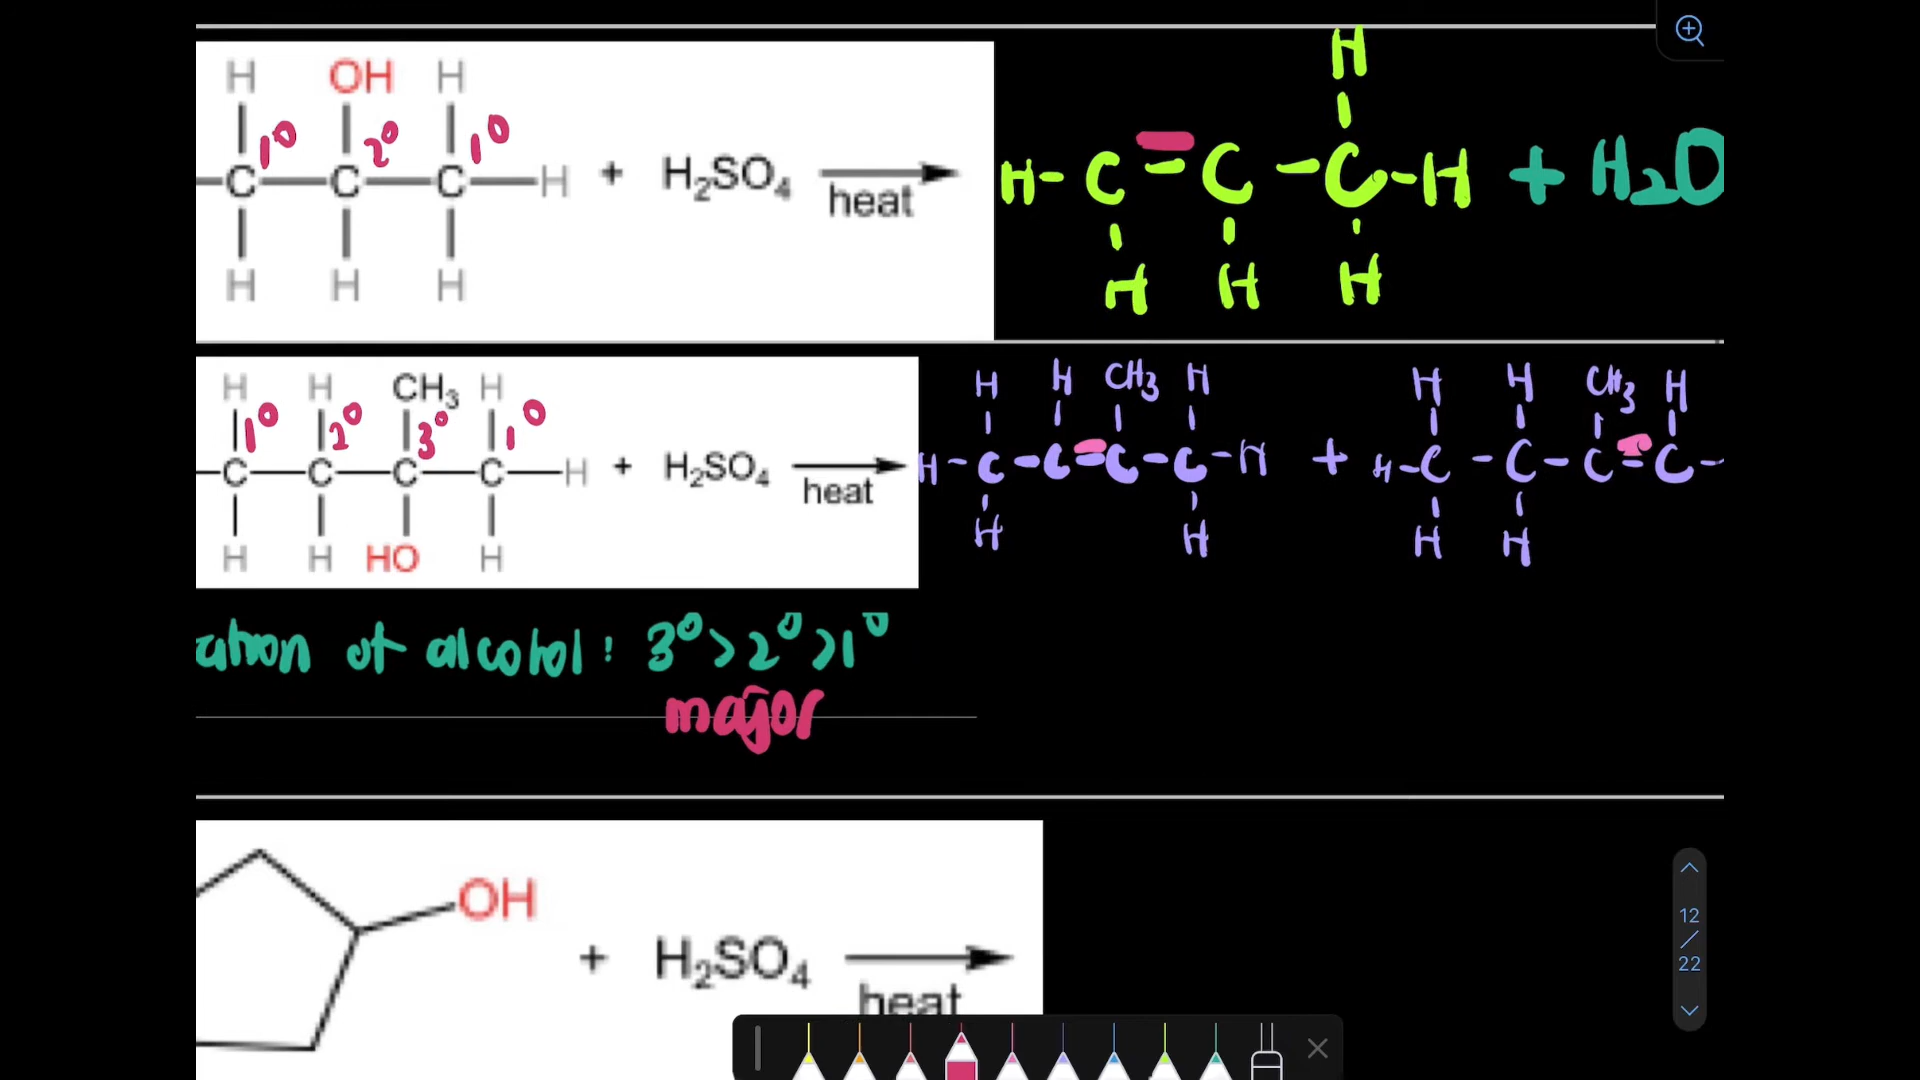 H OH H
1° 2° 1°
C C C H + H₂SO₄ heat
H H H
H
H-C=C-C-H + H₂O
H H H
H H CH₃ H
1° 2° 3° 1°
C C C C H + H₂SO₄ heat
H H HO H
H H CH₃ H H H CH₃ H
H-C-C=C-C-H + H-C-C-C=C-
H H H H
ation of alcohol: 3°>2°>1°
major
OH
+ H₂SO₄ heat
12
/
22